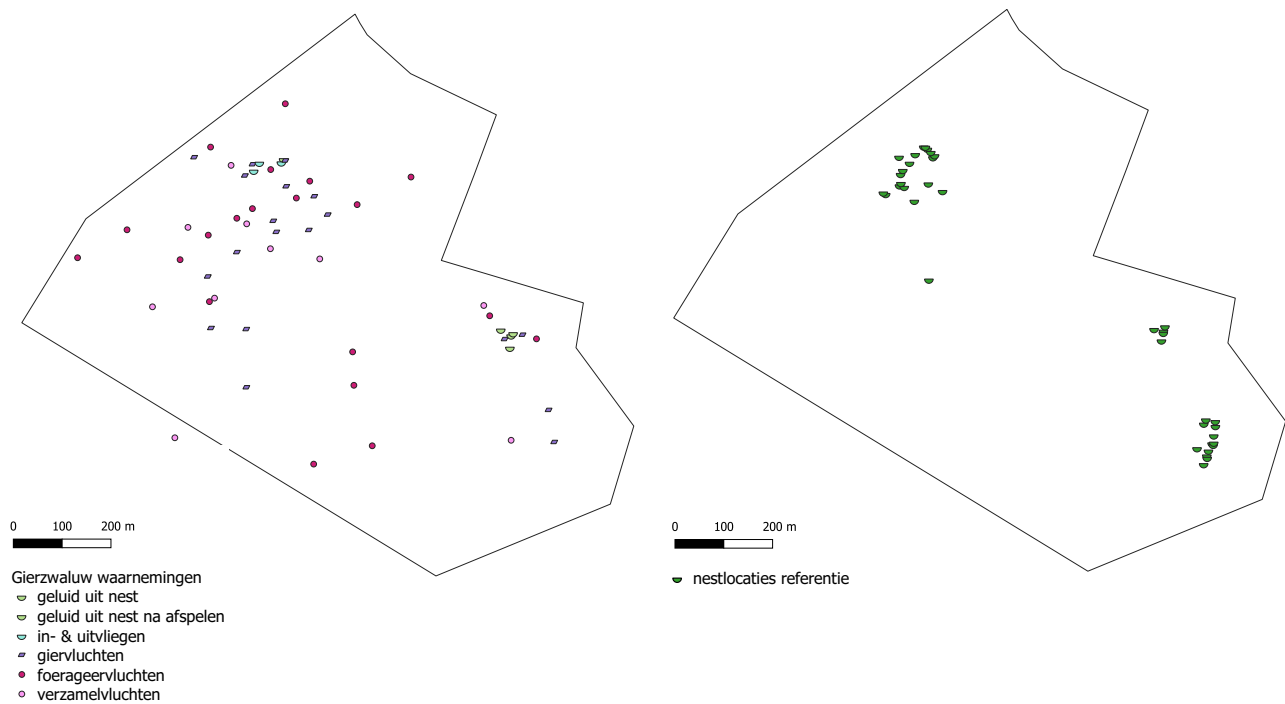 0 100 200 m
Gierzwaluw waarnemingen
geluid uit nest
geluid uit nest na afspelen
in- & uitvliegen
giervluchten
foerageervluchten
verzamelvluchten
0 100 200 m
nestlocaties referentie